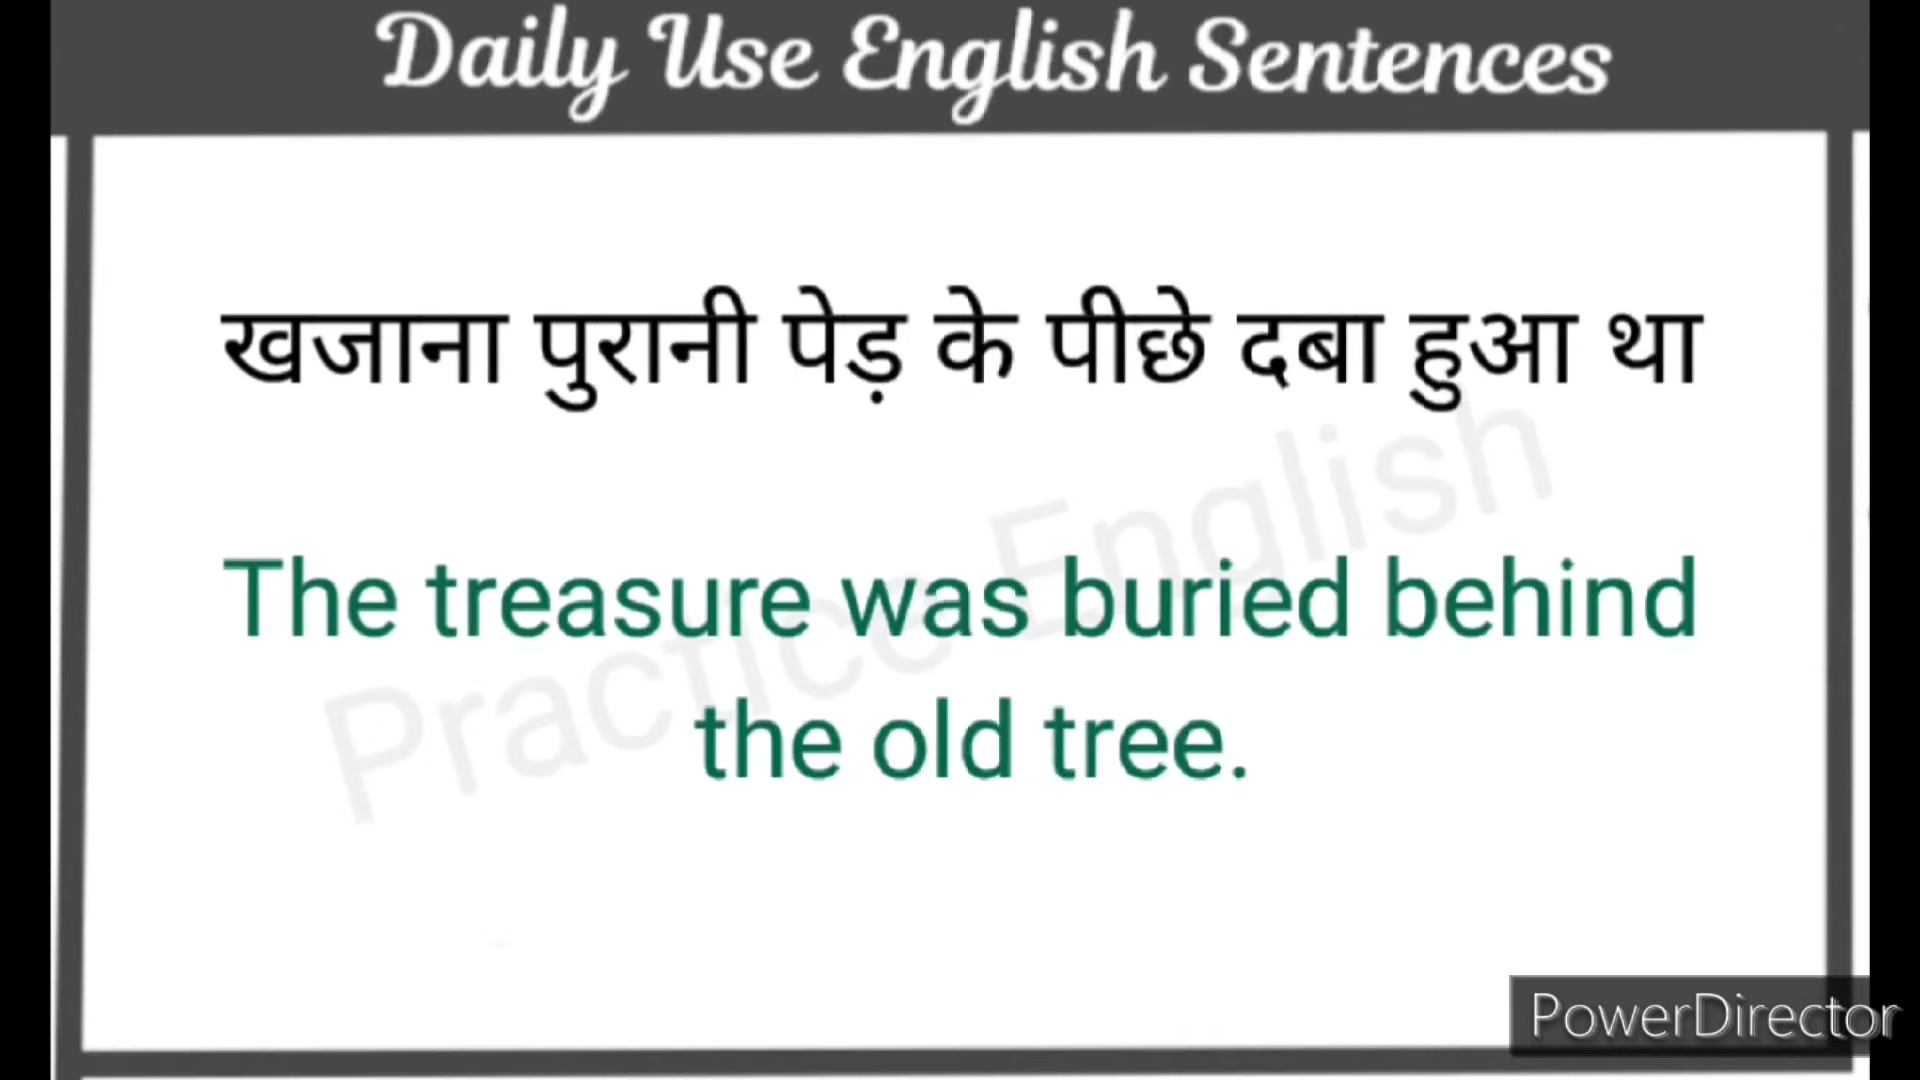 Daily Use English Sentences
खजाना पुरानी पेड़ के पीछे दबा हुआ था
The treasure was buried behind
the old tree.
Practice English
PowerDirector